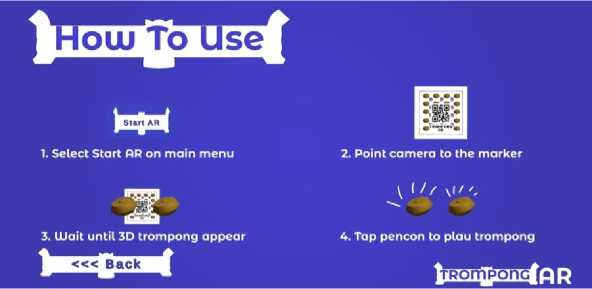 How To Use
Start AR
1. Select Start AR on main menu
2. Point camera to the marker
3. Wait until 3D trompong appear
4. Tap pencon to plau trompong
<<< Back
TROMPONG AR